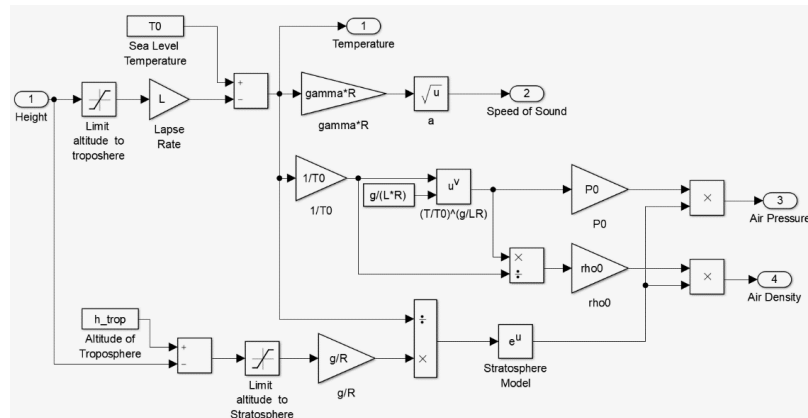 T0
Sea Level
Temperature
1
Temperature
+
−
1
Height
Limit
altitude to
troposhere
L
Lapse
Rate
gamma*R
gamma*R
√u
a
2
Speed of Sound
1/T0
1/T0
g/(L*R)
u^v
(T/T0)^(g/LR)
P0
P0
×
3
Air Pressure
×
÷
rho0
rho0
×
4
Air Density
h_trop
Altitude of
Troposphere
+
−
Limit
altitude to
Stratosphere
g/R
g/R
÷
×
e^u
Stratosphere
Model